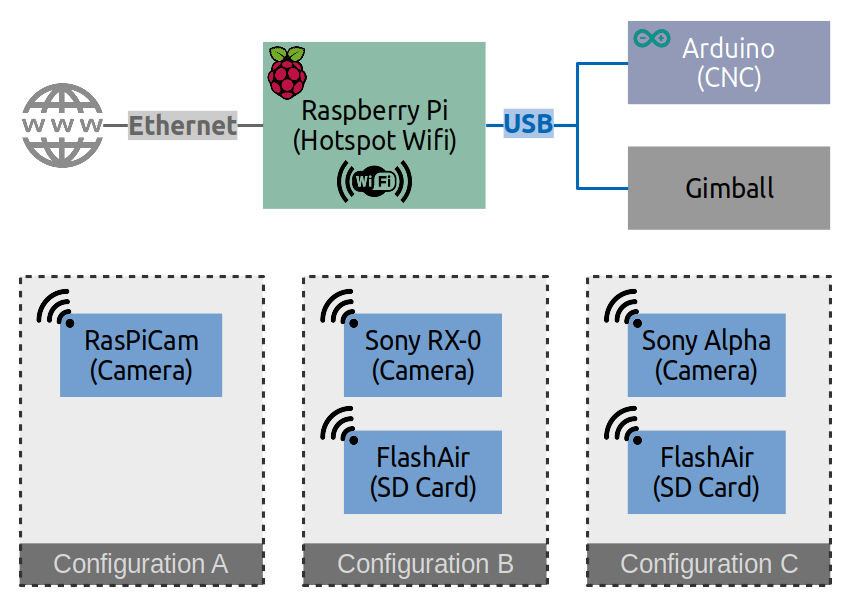 WWW
Ethernet
Raspberry Pi
(Hotspot Wifi)
Wi Fi
USB
Arduino
(CNC)
Gimball
RasPiCam
(Camera)
Configuration A
Sony RX-0
(Camera)
FlashAir
(SD Card)
Configuration B
Sony Alpha
(Camera)
FlashAir
(SD Card)
Configuration C